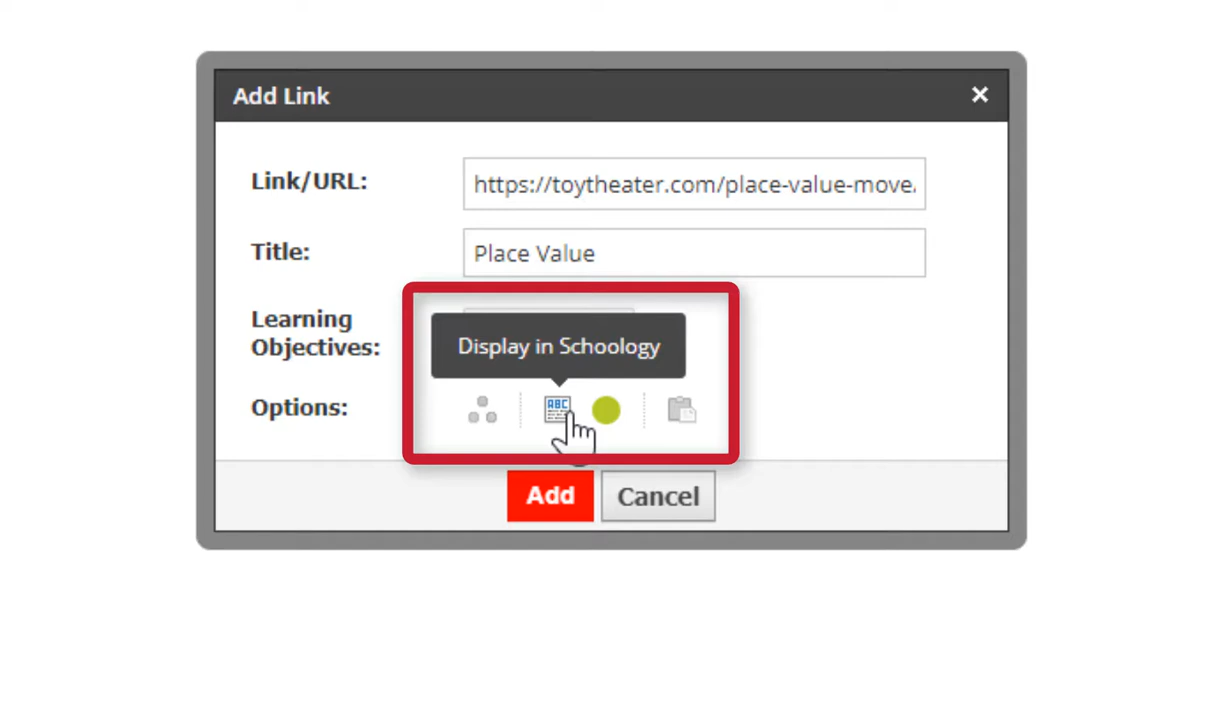 Add Link
Link/URL:
https://toytheater.com/place-value-move/
Title:
Place Value
Learning
Objectives:
Display in Schoology
Options:
ABC
Add
Cancel